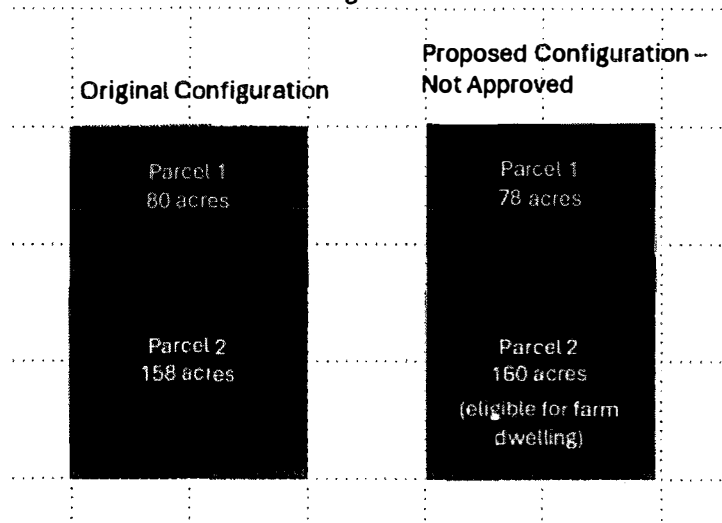 Original Configuration
Parcel 1
80 acres
Parcel 2
158 acres
Proposed Configuration –
Not Approved
Parcel 1
78 acres
Parcel 2
160 acres
(eligible for farm
dwelling)